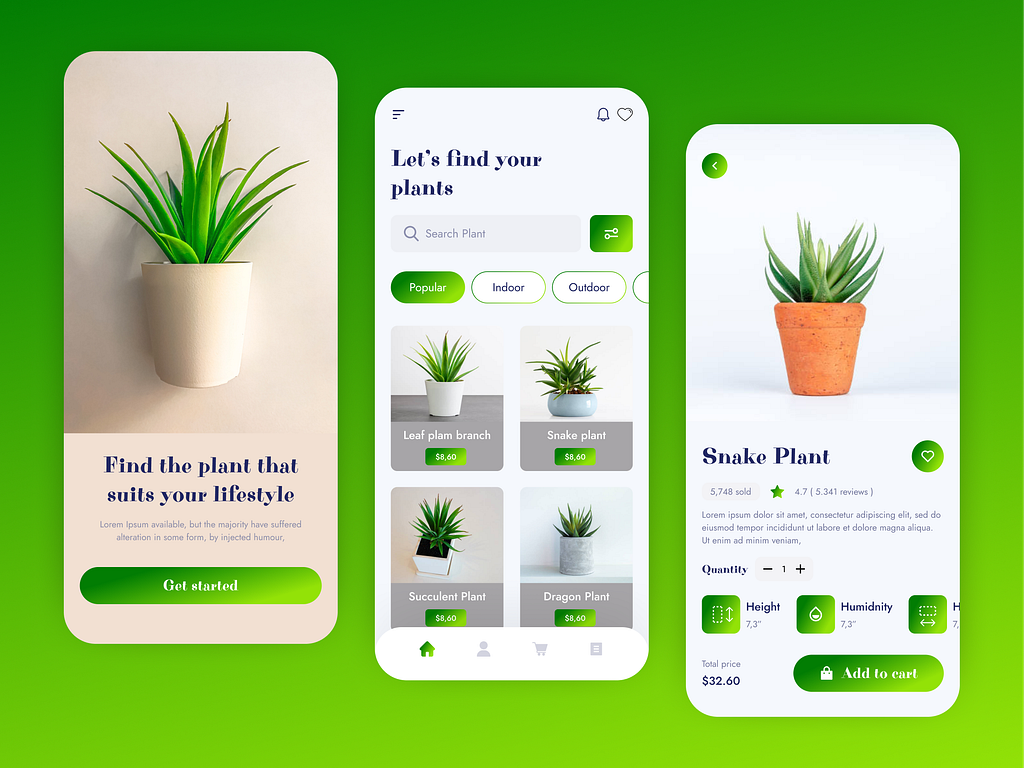 Find the plant that
suits your lifestyle
Lorem Ipsum available, but the majority have suffered
alteration in some form, by injected humour,
Get started
Let's find your
plants
Search Plant
Popular
Indoor
Outdoor
Leaf plam branch
$8,60
Snake plant
$8,60
Succulent Plant
$8,60
Dragon Plant
$8,60
Snake Plant
5,748 sold
4.7 ( 5.341 reviews )
Lorem ipsum dolor sit amet, consectetur adipiscing elit, sed do
eiusmod tempor incididunt ut labore et dolore magna aliqua.
Ut enim ad minim veniam,
Quantity
1
Height
7,3”
Humidnity
7,3”
H
7,
Total price
$32.60
Add to cart